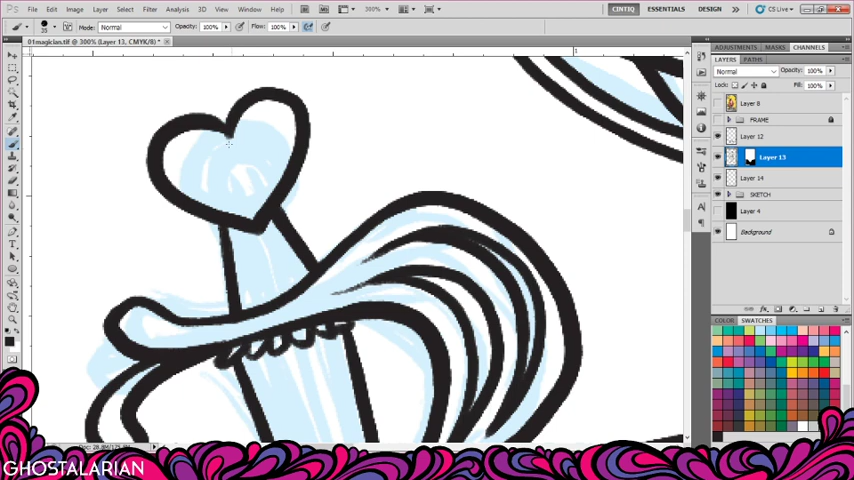 File Edit Image Layer Select Filter Analysis 3D View Window Help 300%
CINTIQ ESSENTIALS DESIGN CS Live
Mode: Normal Opacity: 100% Flow: 100%
01magician.tif @ 300% (Layer 13, CMYK/8) *
ADJUSTMENTS MASKS CHANNELS
LAYERS PATHS
Normal Opacity: 100%
Lock: Fill: 100%
Layer 8
FRAME
Layer 12
Layer 13
Layer 14
SKETCH
Layer 4
Background
COLOR SWATCHES
GHOSTALARIAN